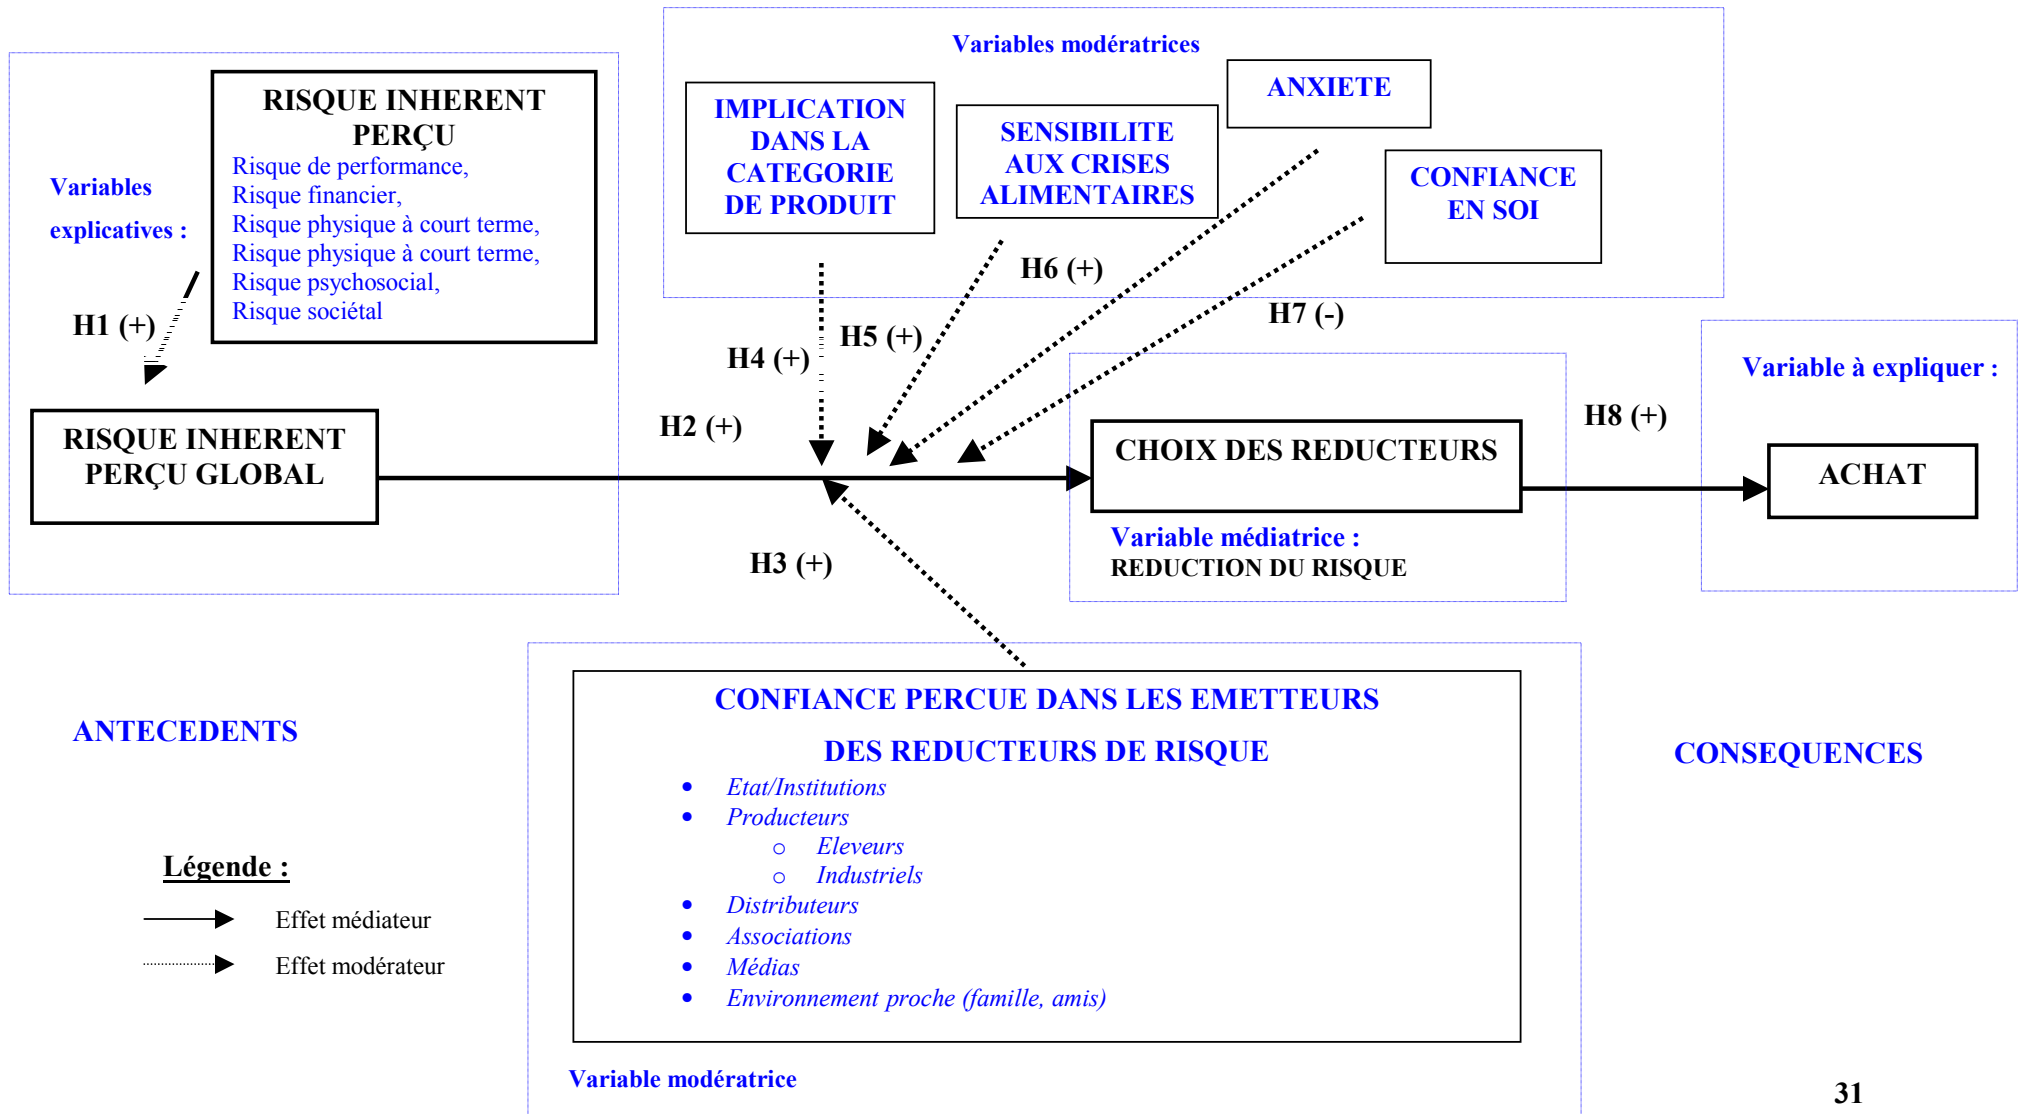 Variables modératrices
RISQUE INHERENT
PERÇU
Risque de performance,
Risque financier,
Risque physique à court terme,
Risque physique à court terme,
Risque psychosocial,
Risque sociétal
Variables
explicatives :
H1 (+)
RISQUE INHERENT
PERÇU GLOBAL
IMPLICATION
DANS LA
CATEGORIE
DE PRODUIT
SENSIBILITE
AUX CRISES
ALIMENTAIRES
ANXIETE
CONFIANCE
EN SOI
H6 (+)
H7 (-)
H5 (+)
H4 (+)
H2 (+)
H3 (+)
CHOIX DES REDUCTEURS
Variable médiatrice :
REDUCTION DU RISQUE
H8 (+)
Variable à expliquer :
ACHAT
ANTECEDENTS
CONFIANCE PERCUE DANS LES EMETTEURS
DES REDUCTEURS DE RISQUE
• Etat/Institutions
• Producteurs
o Eleveurs
o Industriels
• Distributeurs
• Associations
• Médias
• Environnement proche (famille, amis)
Variable modératrice
CONSEQUENCES
Légende :
Effet médiateur
Effet modérateur
31